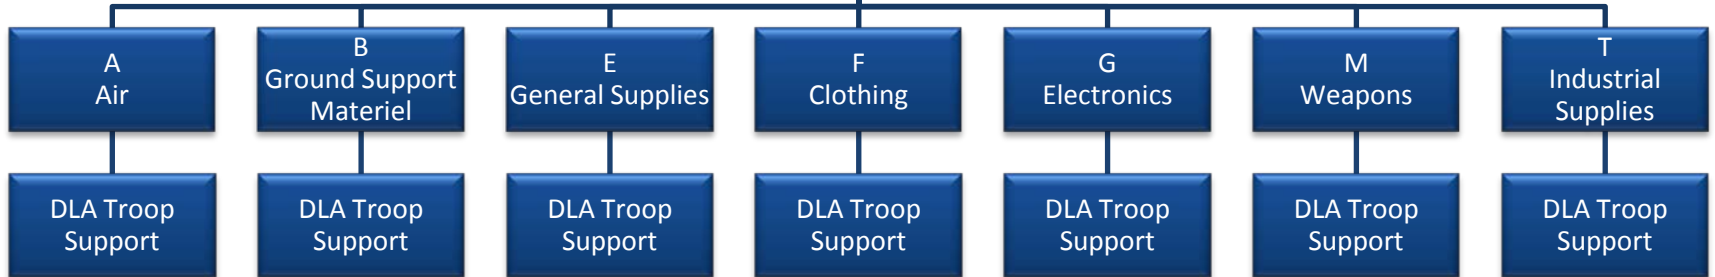 A
Air
B
Ground Support
Materiel
E
General Supplies
F
Clothing
G
Electronics
M
Weapons
T
Industrial
Supplies
DLA Troop
Support
DLA Troop
Support
DLA Troop
Support
DLA Troop
Support
DLA Troop
Support
DLA Troop
Support
DLA Troop
Support